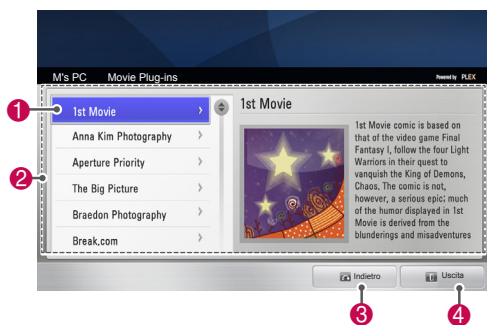 M's PC Movie Plug-ins
Powered by PLEX
1st Movie
Anna Kim Photography
Aperture Priority
The Big Picture
Braedon Photography
Break.com
1st Movie
1st Movie comic is based on
that of the video game Final
Fantasy I, follow the four Light
Warriors in their quest to
vanquish the King of Demons,
Chaos. The comic is not,
however, a serious epic; much
of the humor displayed in 1st
Movie is derived from the
blunderings and misadventures
Indietro
Uscita
1
2
3
4